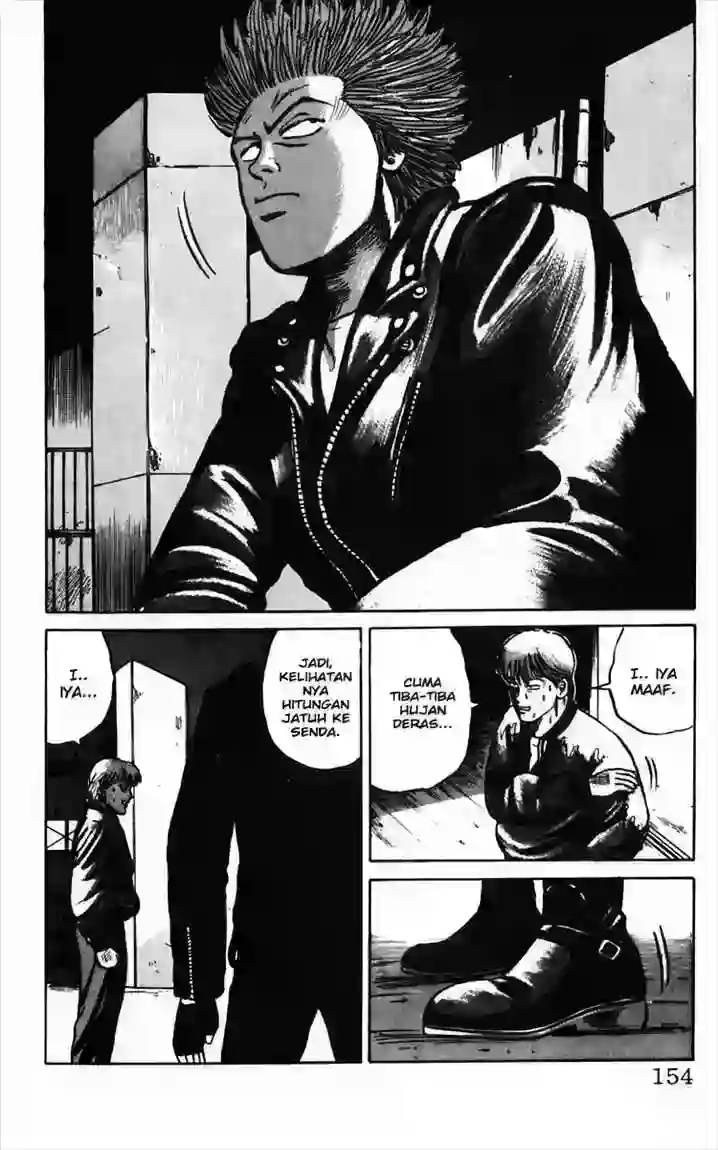 I.. IYA
MAAF.
CUMA
TIBA-TIBA
HUJAN
DERAS...
JADI,
KELIHATAN
NYA
HITUNGAN
JATUH KE
SENDA.
I..
IYA...
154